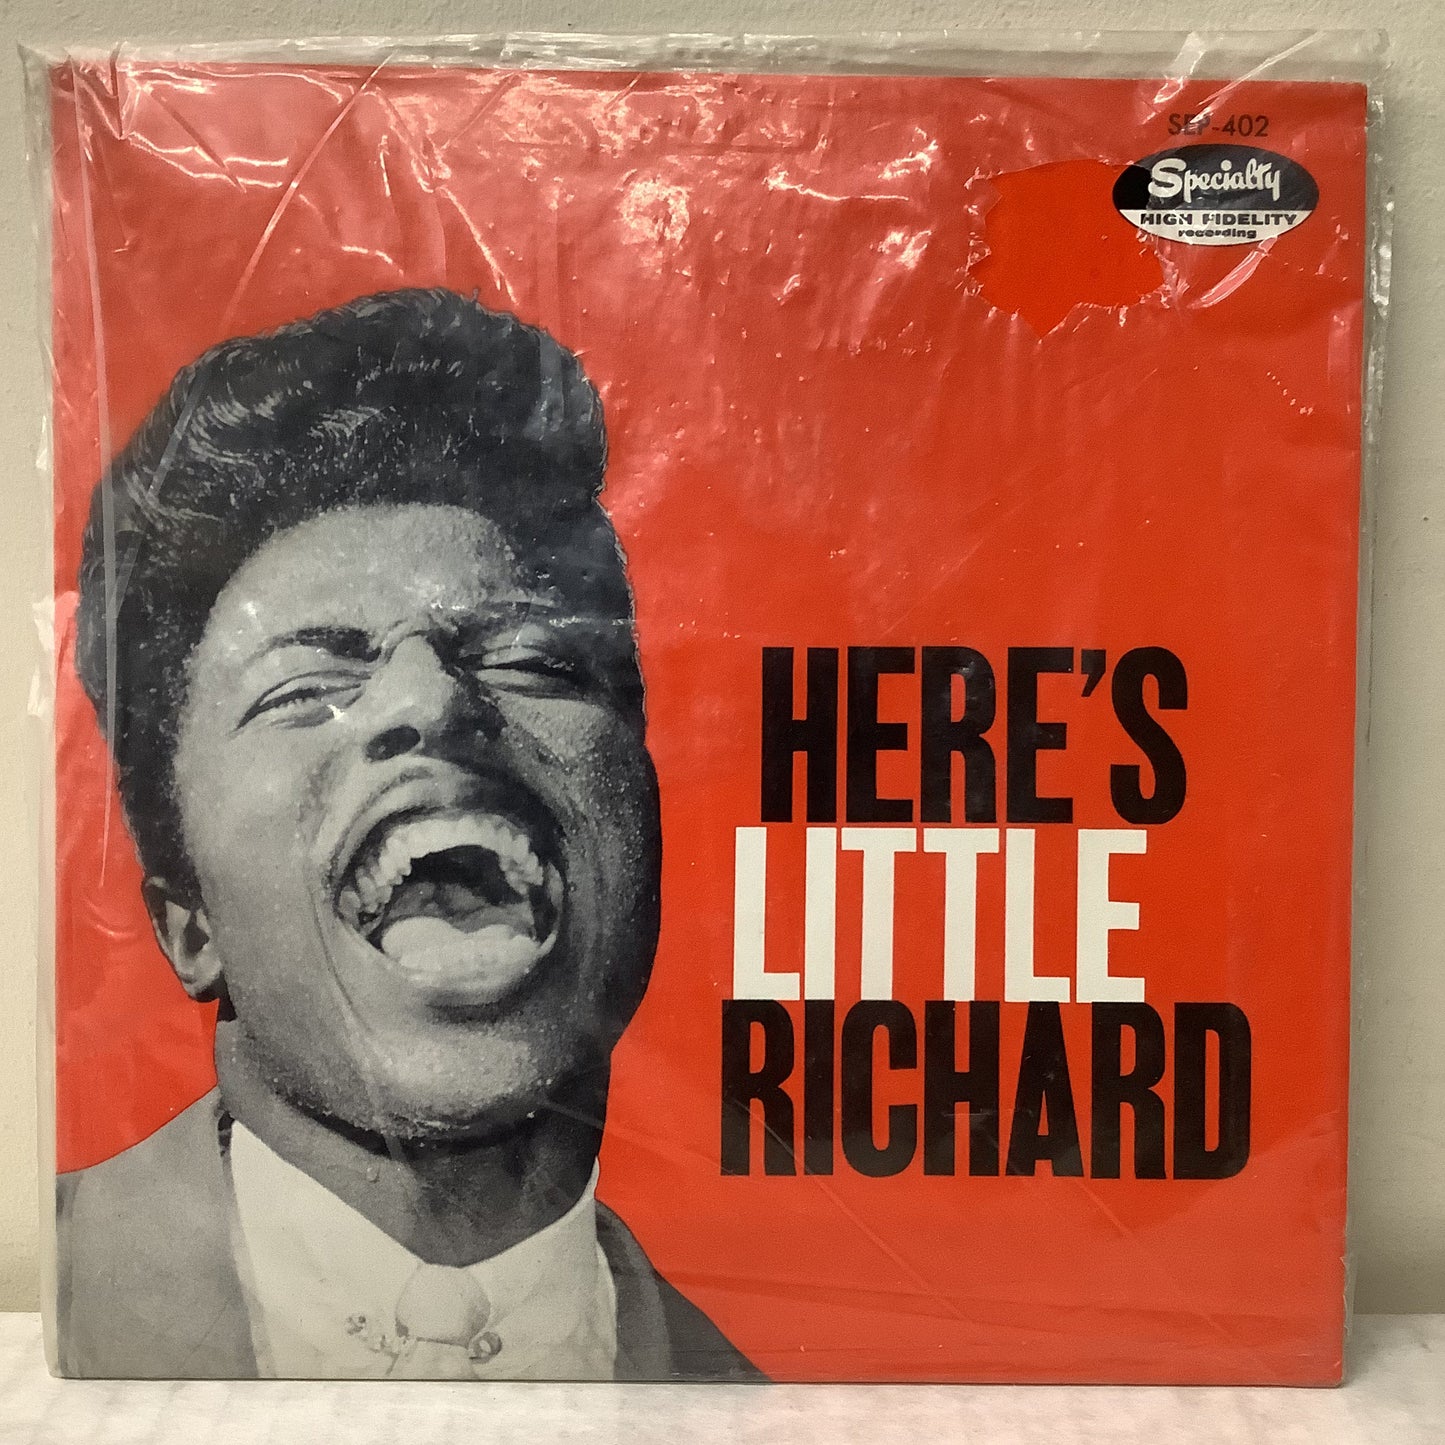 SEP-402
Specialty
HIGH FIDELITY
recording
HERE'S
LITTLE
RICHARD